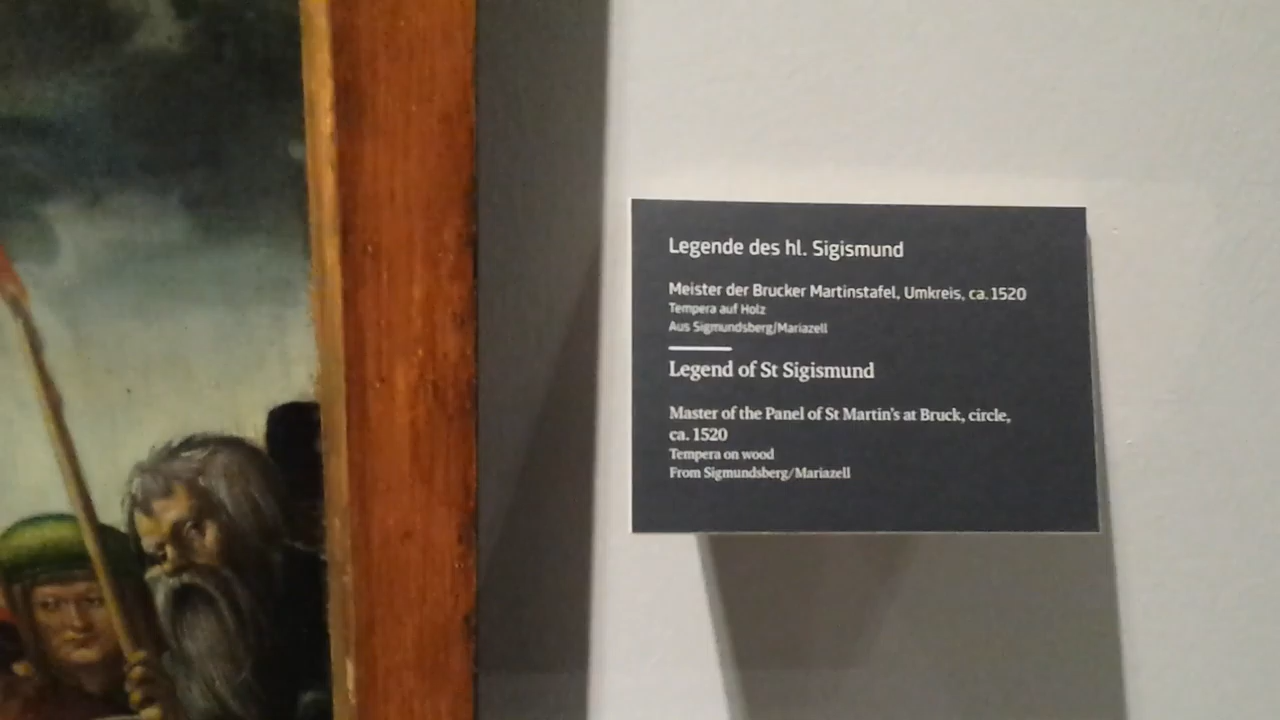 Legende des hl. Sigismund
Meister der Brucker Martinstafel, Umkreis, ca. 1520
Tempera auf Holz
Aus Sigmundsberg/Mariazell
Legend of St Sigismund
Master of the Panel of St Martin's at Bruck, circle,
ca. 1520
Tempera on wood
From Sigmundsberg/Mariazell